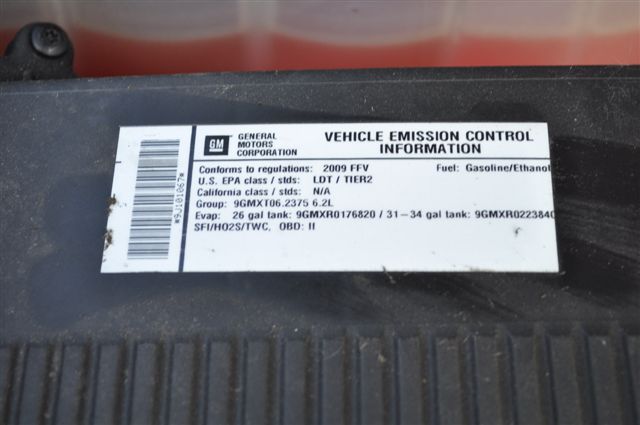 GM GENERAL MOTORS CORPORATION
VEHICLE EMISSION CONTROL INFORMATION
Conforms to regulations: 2009 FFV Fuel: Gasoline/Ethanol
U.S. EPA class / stds: LDT / TIER2
California class / stds: N/A
Group: 9GMXT06.2375 6.2L
Evap: 26 gal tank: 9GMXR0176820 / 31-34 gal tank: 9GMXR0223840
SFI/HO2S/TWC, OBD: II
*9J101067*